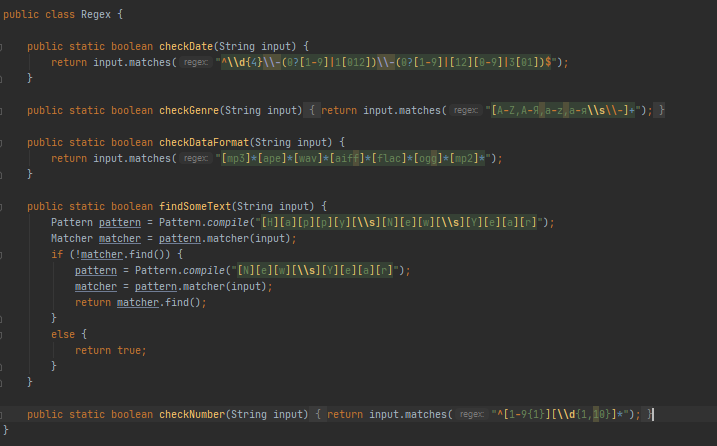 public class Regex {
public static boolean checkDate(String input) {
return input.matches( regex: "^\\d{4}\\-(0?[1-9]|1[012])\\-(0?[1-9]|[12][0-9]|3[01])$");
}
public static boolean checkGenre(String input) { return input.matches( regex: "[A-Z,А-Я,a-z,а-я\\s\\-]+"); }
public static boolean checkDataFormat(String input) {
return input.matches( regex: "[mp3]*[ape]*[wav]*[aiff]*[flac]*[ogg]*[mp2]*");
}
public static boolean findSomeText(String input) {
Pattern pattern = Pattern.compile("[H][a][p][p][y][\\s][N][e][w][\\s][Y][e][a][r]");
Matcher matcher = pattern.matcher(input);
if (!matcher.find()) {
pattern = Pattern.compile("[N][e][w][\\s][Y][e][a][r]");
matcher = pattern.matcher(input);
return matcher.find();
}
else {
return true;
}
}
public static boolean checkNumber(String input) { return input.matches( regex: "^[1-9{1}][\\d{1,10}]*"); }
}